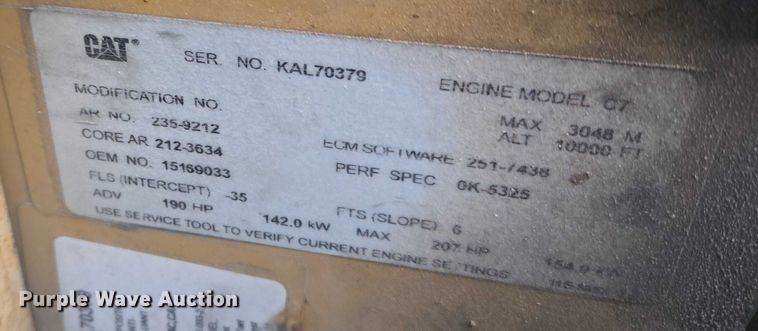 CAT® SER. NO. KAL70379 ENGINE MODEL C7
MODIFICATION NO. MAX 3048 M
AR NO. 235-9212 ALT 10000 FT
CORE AR 212-3634 ECM SOFTWARE 251-7438
OEM NO. 15169033 PERF SPEC 0K-5325
FLS (INTERCEPT) -35 FTS (SLOPE) 6
ADV 190 HP 142.0 kW MAX 207 HP 154.0 kW
USE SERVICE TOOL TO VERIFY CURRENT ENGINE SETTINGS
Purple Wave Auction